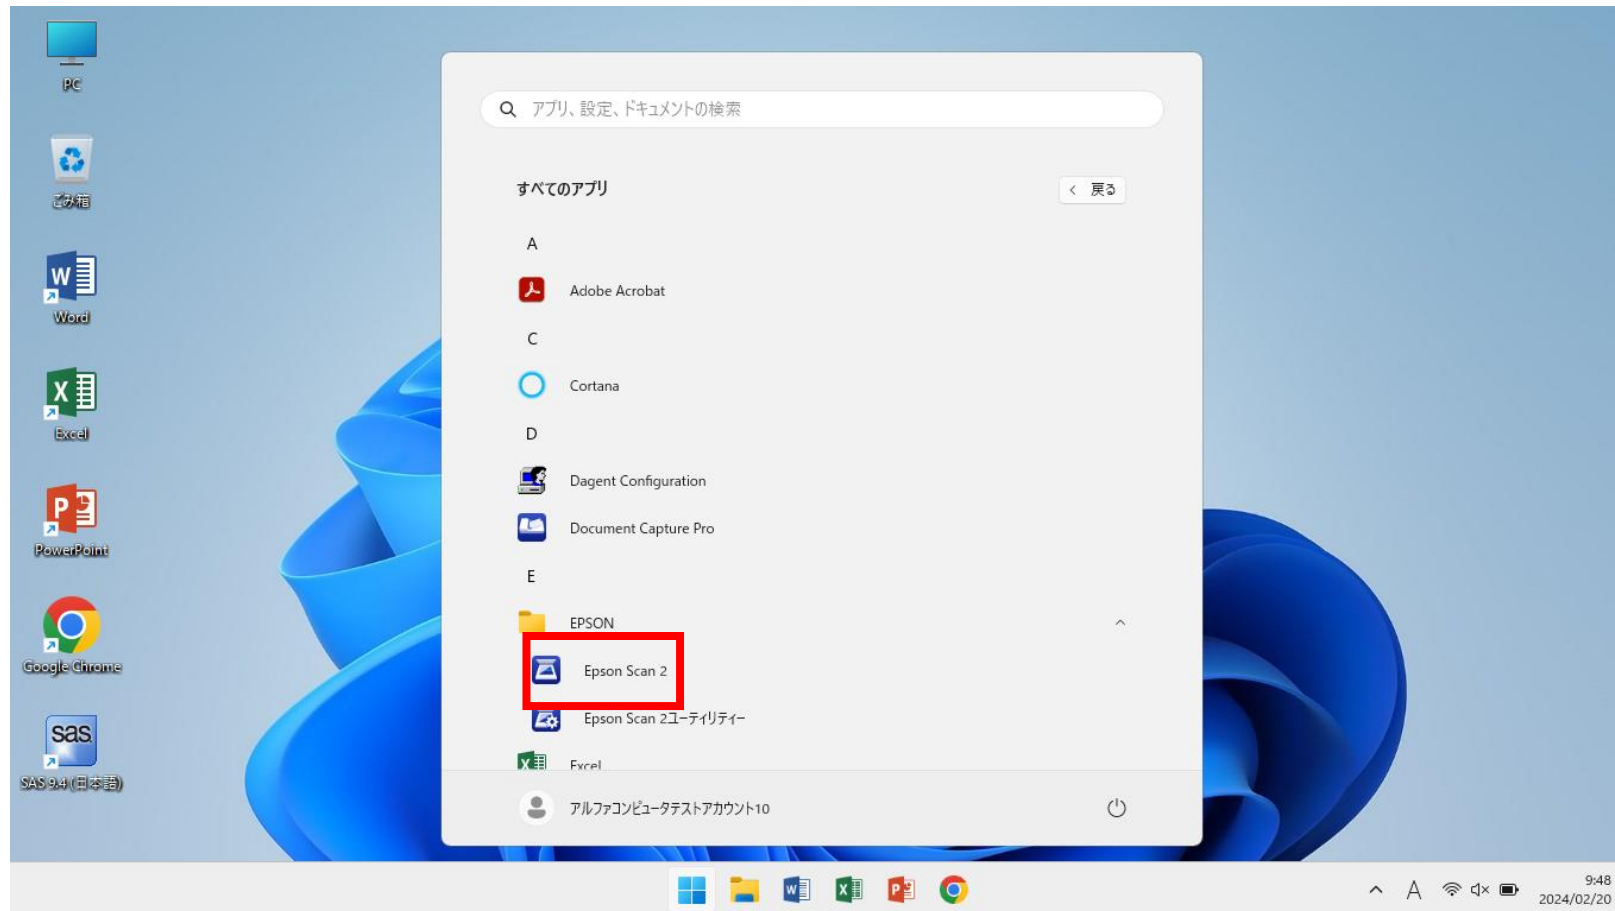 PC
ごみ箱
Word
Excel
PowerPoint
Google Chrome
sas
SAS 9.4 (日本語)
アプリ、設定、ドキュメントの検索
すべてのアプリ
戻る
A
Adobe Acrobat
C
Cortana
D
Dagent Configuration
Document Capture Pro
E
EPSON
Epson Scan 2
Epson Scan 2ユーティリティー
Excel
アルファコンピュータテストアカウント10
A
9:48
2024/02/20